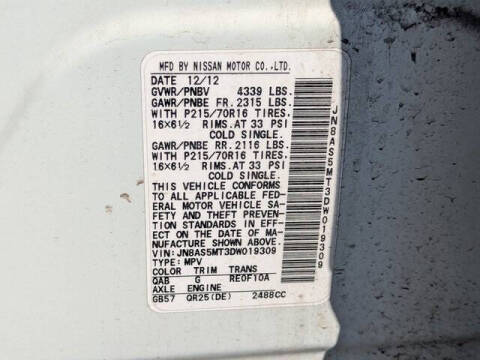 MFD BY NISSAN MOTOR CO.,LTD.
DATE 12/12
GVWR/PNBV 4339 LBS.
GAWR/PNBE FR. 2315 LBS.
WITH P215/70R16 TIRES,
16×6½ RIMS.AT 33 PSI
COLD SINGLE.
GAWR/PNBE RR. 2116 LBS.
WITH P215/70R16 TIRES,
16×6½ RIMS.AT 33 PSI
COLD SINGLE.
THIS VEHICLE CONFORMS
TO ALL APPLICABLE FED-
ERAL MOTOR VEHICLE SA-
FETY AND THEFT PREVEN-
TION STANDARDS IN EFF-
ECT ON THE DATE OF MA-
NUFACTURE SHOWN ABOVE.
VIN: JN8AS5MT3DW019309
TYPE: MPV
COLOR TRIM TRANS
QAB G RE0F10A
AXLE ENGINE
GB57 QR25(DE) 2488CC
JN8AS5MT3DW019309